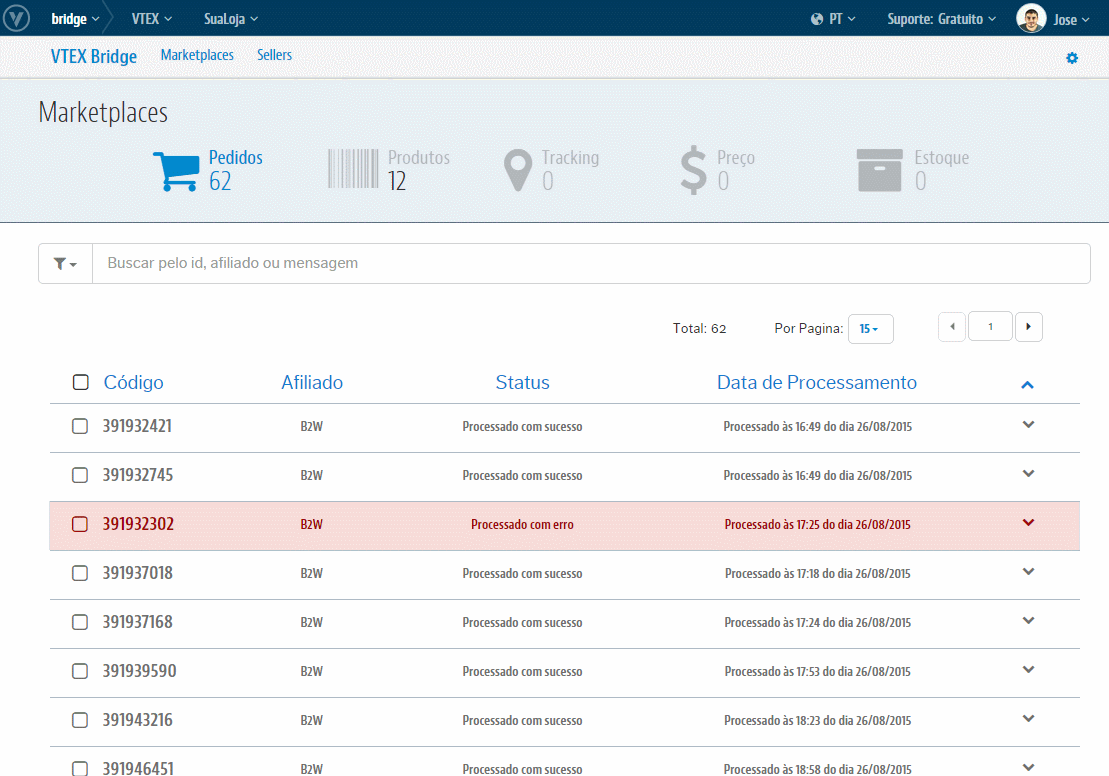 bridge VTEX SuaLoja PT Suporte: Gratuito Jose
VTEX Bridge Marketplaces Sellers
Marketplaces
Pedidos 62
Produtos 12
Tracking 0
Preço 0
Estoque 0
Buscar pelo id, afiliado ou mensagem
Total: 62 Por Pagina: 15 1
Código Afiliado Status Data de Processamento
391932421 B2W Processado com sucesso Processado às 16:49 do dia 26/08/2015
391932745 B2W Processado com sucesso Processado às 16:49 do dia 26/08/2015
391932302 B2W Processado com erro Processado às 17:25 do dia 26/08/2015
391937018 B2W Processado com sucesso Processado às 17:18 do dia 26/08/2015
391937168 B2W Processado com sucesso Processado às 17:24 do dia 26/08/2015
391939590 B2W Processado com sucesso Processado às 17:53 do dia 26/08/2015
391943216 B2W Processado com sucesso Processado às 18:23 do dia 26/08/2015
391946451 B2W Processado com sucesso Processado às 18:58 do dia 26/08/2015